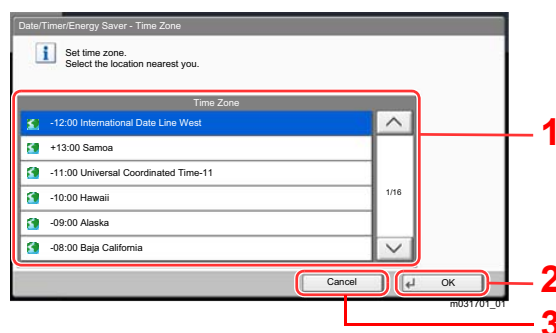 Date/Timer/Energy Saver - Time Zone
Set time zone.
Select the location nearest you.
Time Zone
-12:00 International Date Line West
+13:00 Samoa
-11:00 Universal Coordinated Time-11
-10:00 Hawaii
-09:00 Alaska
-08:00 Baja California
1/16
1
Cancel
OK
2
m031701_01
3